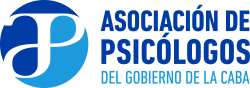 ASOCIACIÓN DE
PSICÓLOGOS
DEL GOBIERNO DE LA CABA